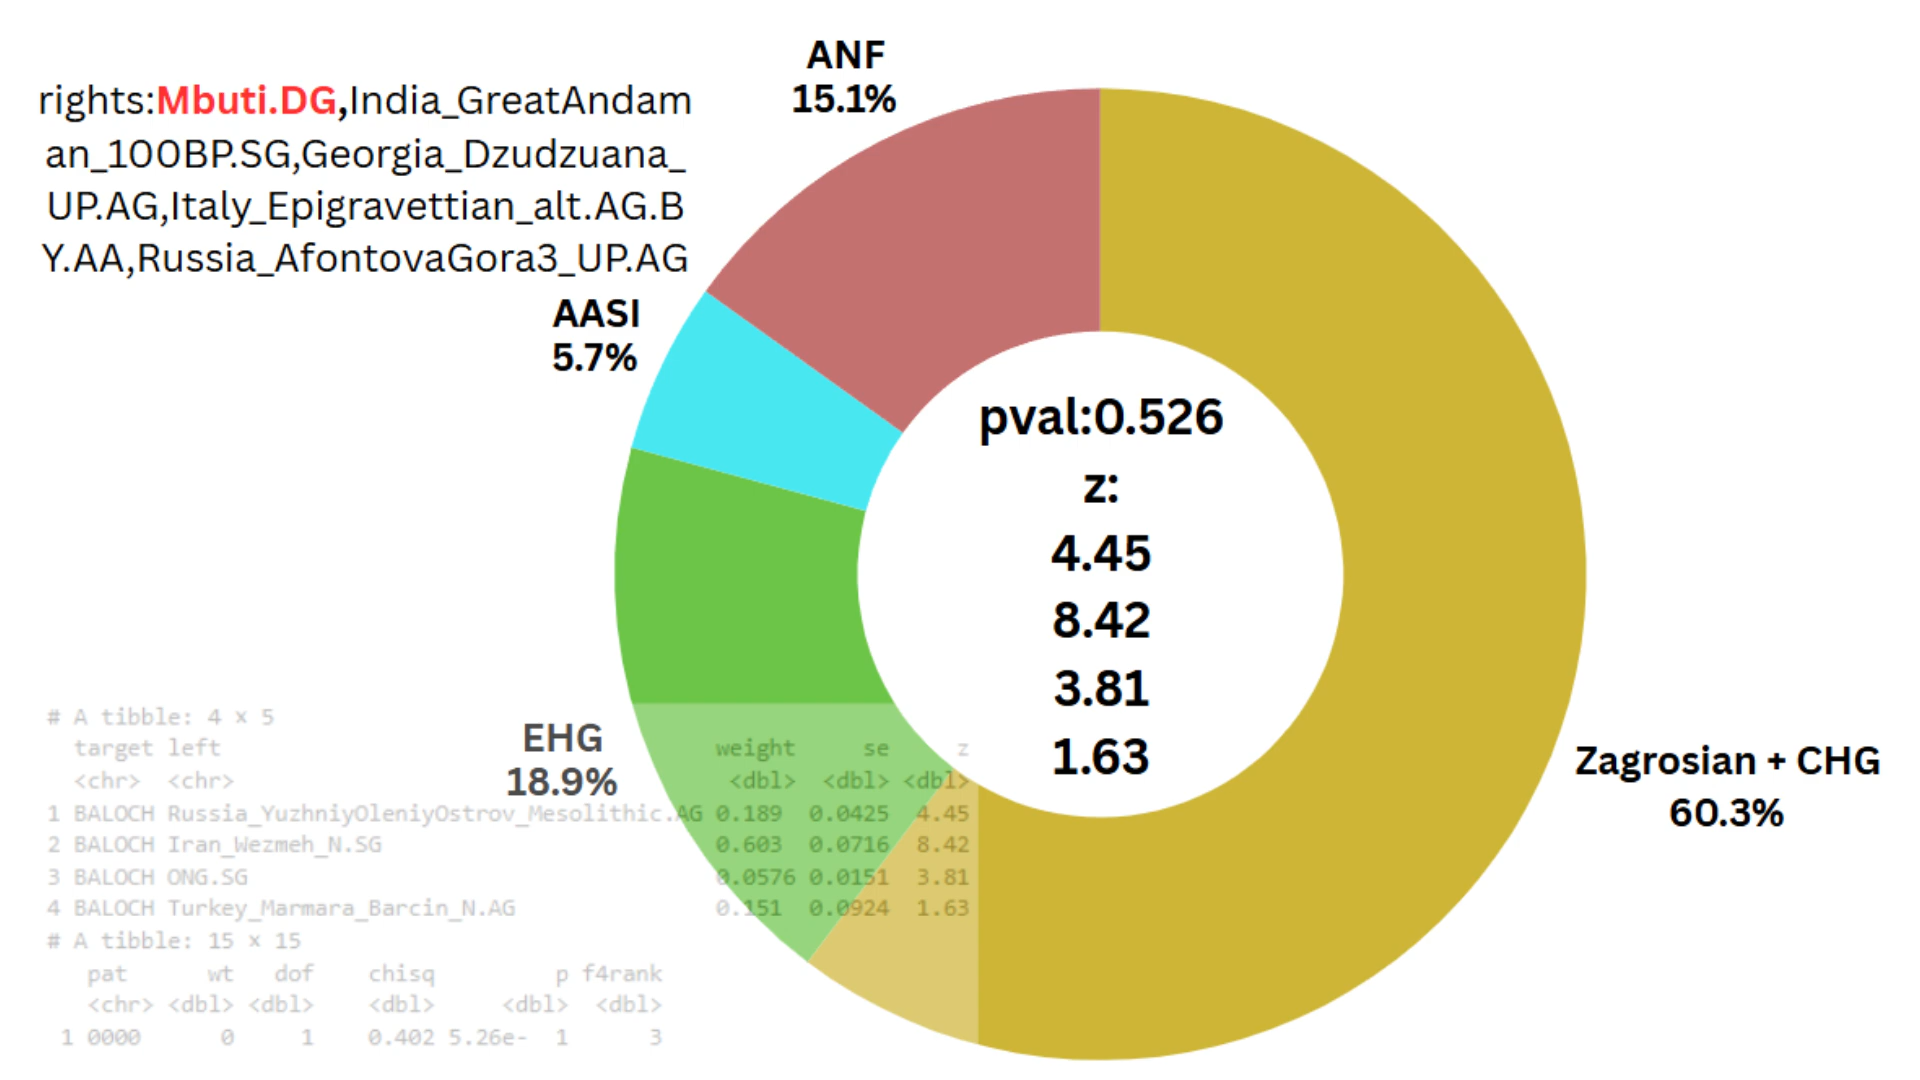 rights:Mbuti.DG,India_GreatAndam
an_100BP.SG,Georgia_Dzudzuana_
UP.AG,Italy_Epigravettian_alt.AG.B
Y.AA,Russia_AfontovaGora3_UP.AG
ANF
15.1%
AASI
5.7%
pval:0.526
z:
4.45
8.42
3.81
1.63
EHG
18.9%
Zagrosian + CHG
60.3%
# A tibble: 4 × 5
target left weight se z
<chr> <chr> <dbl> <dbl> <dbl>
1 BALOCH Russia_YuzhniyOleniyOstrov_Mesolithic.AG 0.189 0.0425 4.45
2 BALOCH Iran_Wezmeh_N.SG 0.603 0.0716 8.42
3 BALOCH ONG.SG 0.0576 0.0151 3.81
4 BALOCH Turkey_Marmara_Barcin_N.AG 0.151 0.0924 1.63
# A tibble: 15 × 15
pat wt dof chisq p f4rank
<chr> <dbl> <dbl> <dbl> <dbl> <dbl>
1 0000 0 1 0.402 5.26e- 1 3